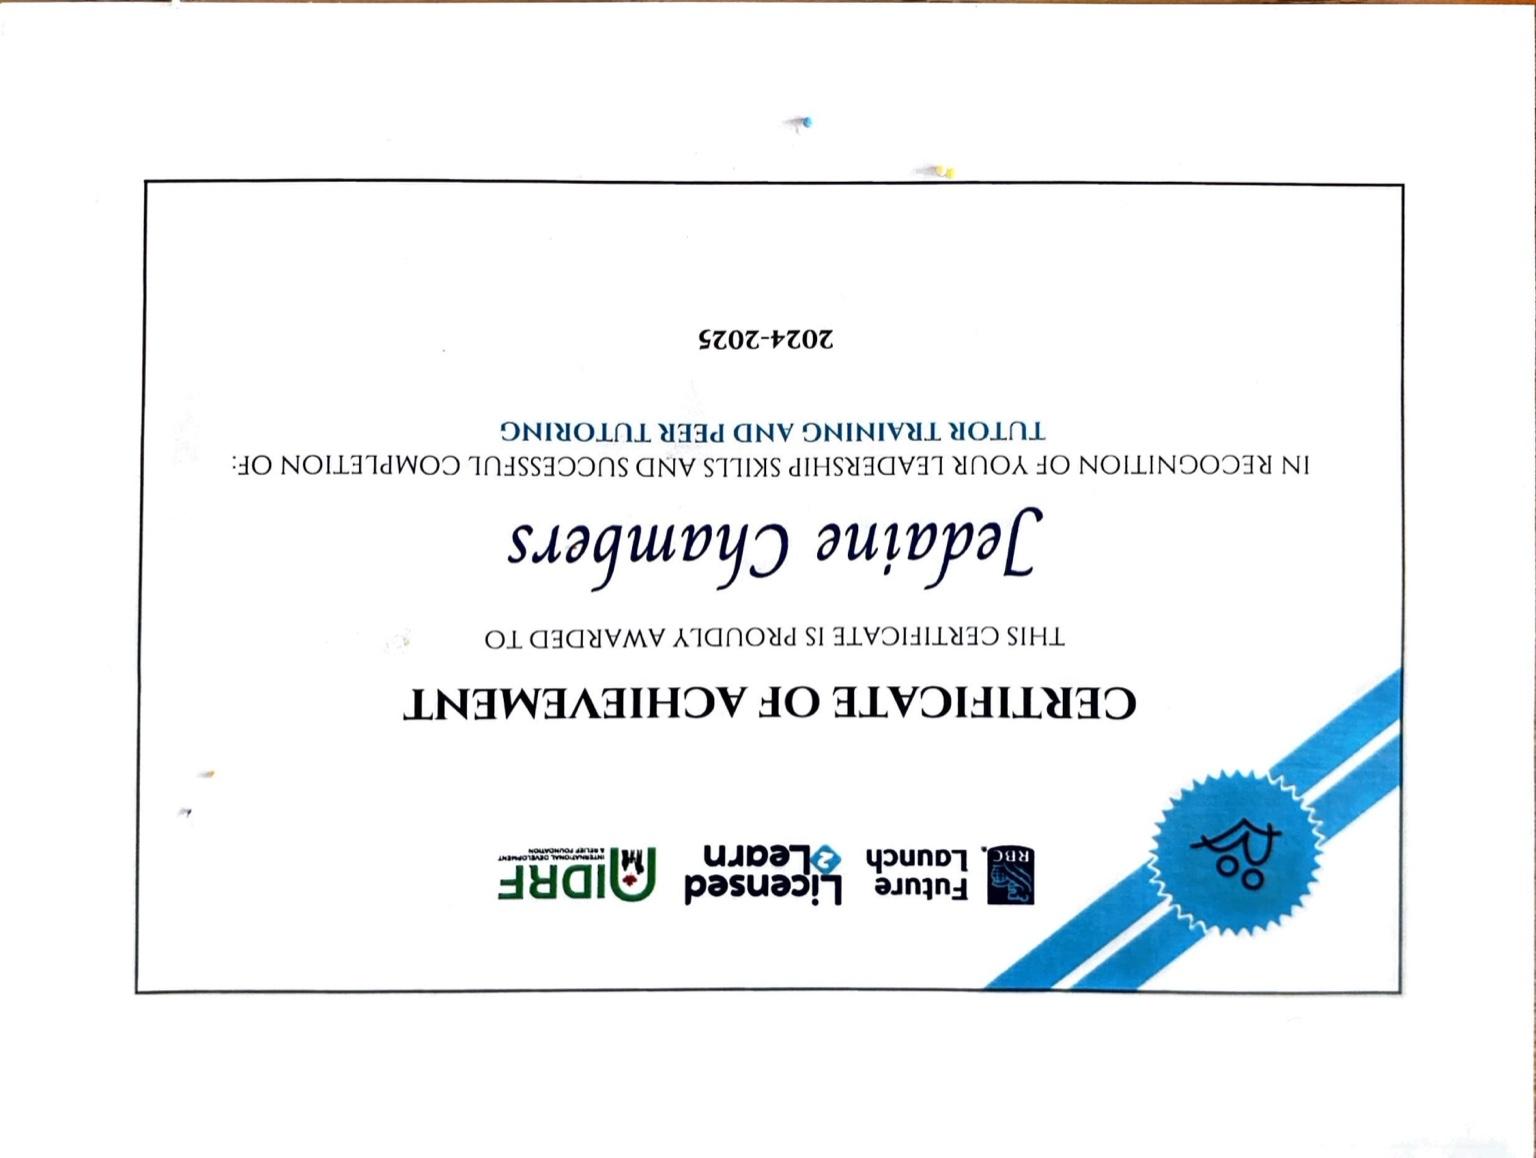 RBC®
Future
Launch
Licensed
2 Learn
IDRF
INTERNATIONAL DEVELOPMENT
& RELIEF FOUNDATION
CERTIFICATE OF ACHIEVEMENT
THIS CERTIFICATE IS PROUDLY AWARDED TO
Jedaine Chambers
IN RECOGNITION OF YOUR LEADERSHIP SKILLS AND SUCCESSFUL COMPLETION OF:
TUTOR TRAINING AND PEER TUTORING
2024-2025